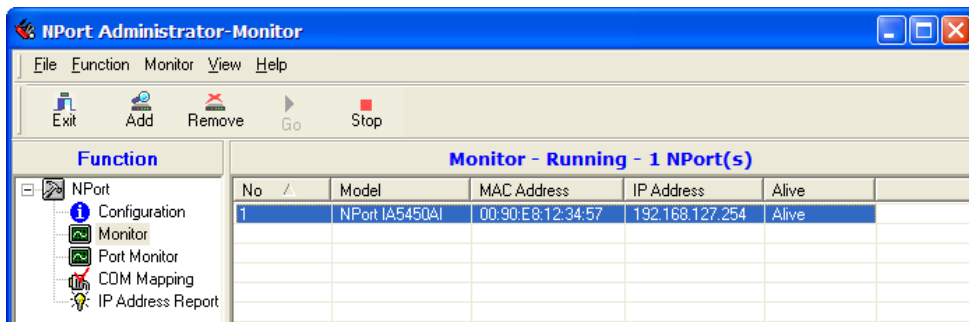 NPort Administrator-Monitor
File Function Monitor View Help
Exit Add Remove Go Stop
Function
Monitor - Running - 1 NPort(s)
NPort
Configuration
Monitor
Port Monitor
COM Mapping
IP Address Report
No Model MAC Address IP Address Alive
1 NPort IA5450AI 00:90:E8:12:34:57 192.168.127.254 Alive